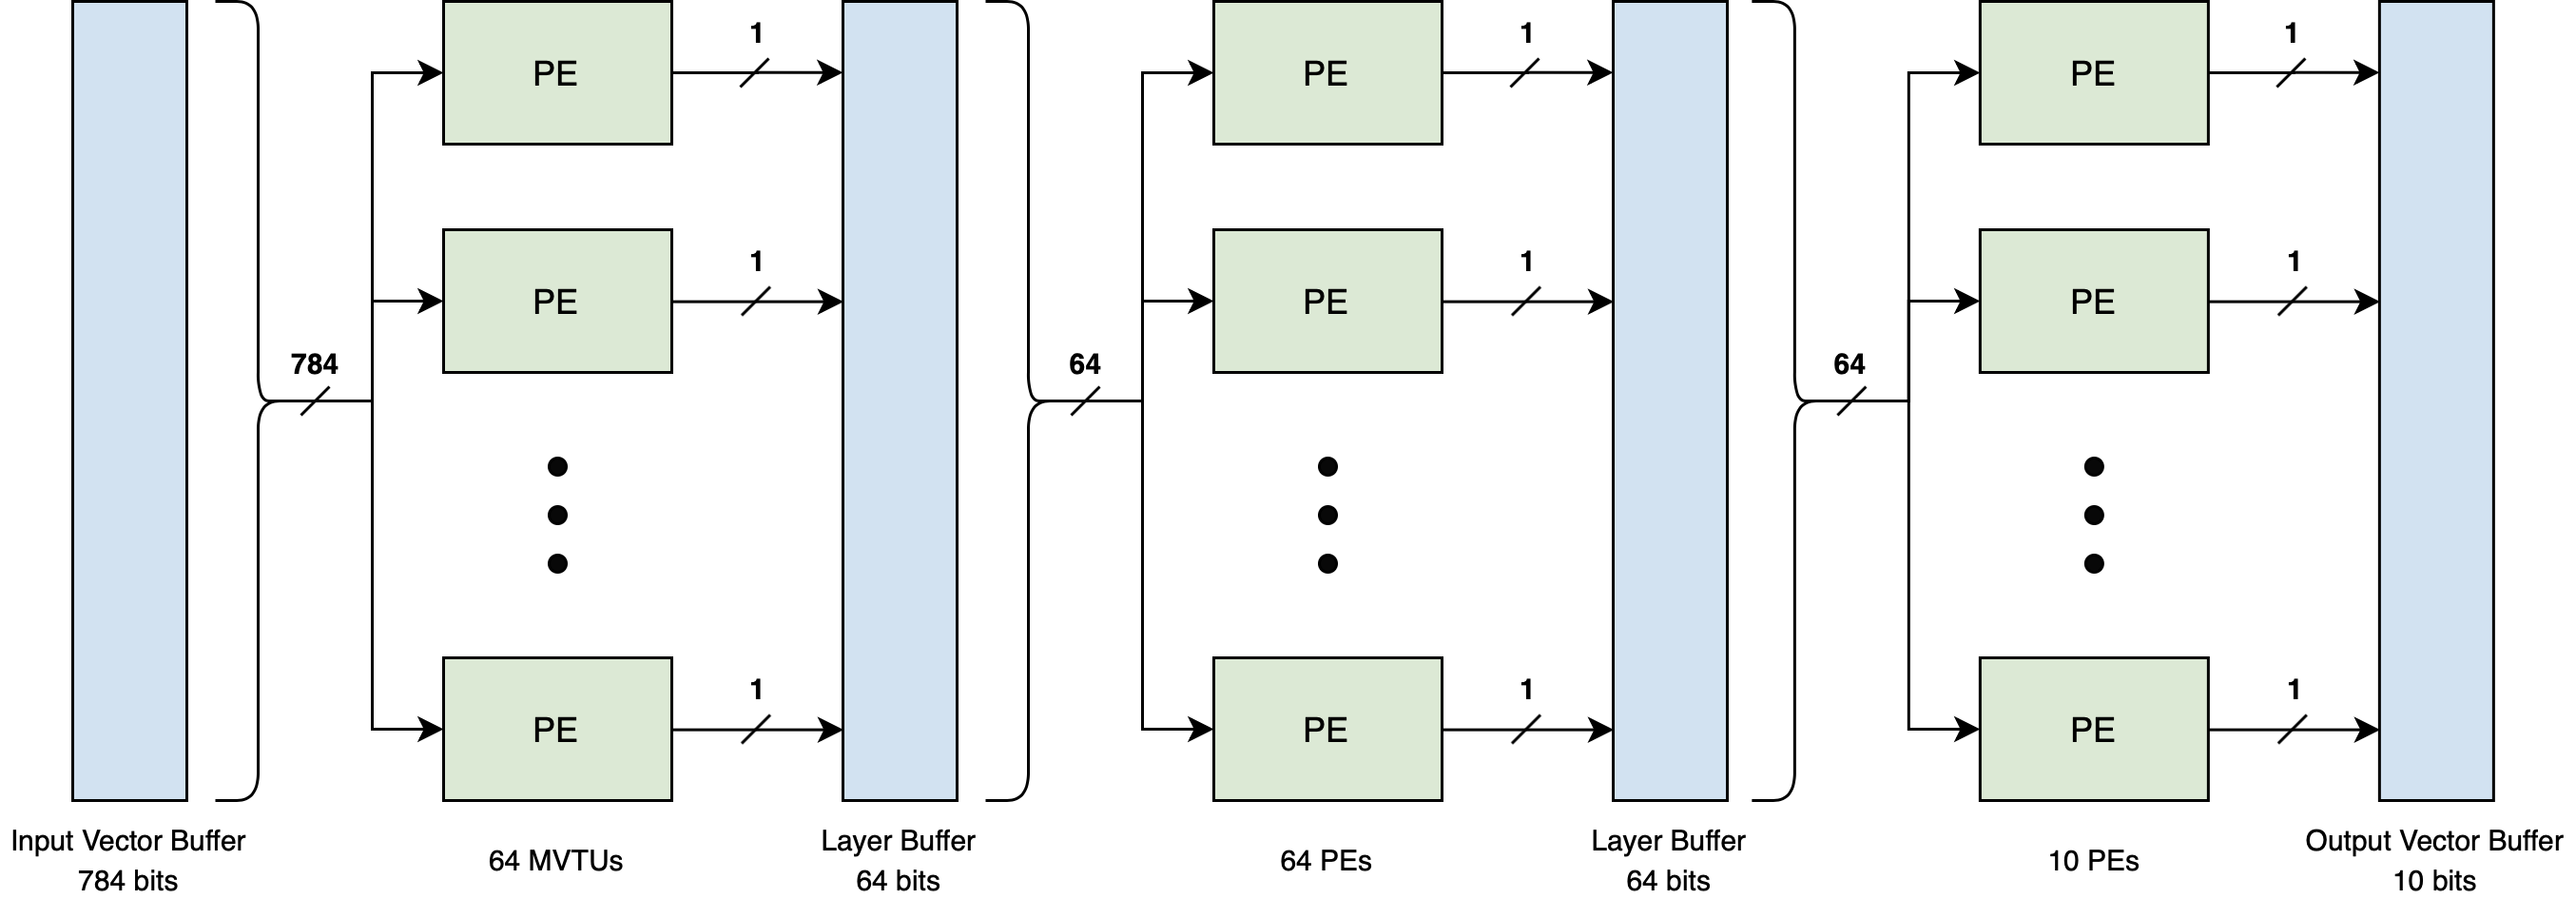 PE
1
PE
1
PE
1
PE
1
PE
1
PE
1
784
64
64
PE
1
PE
1
PE
1
Input Vector Buffer
784 bits
64 MVTUs
Layer Buffer
64 bits
64 PEs
Layer Buffer
64 bits
10 PEs
Output Vector Buffer
10 bits